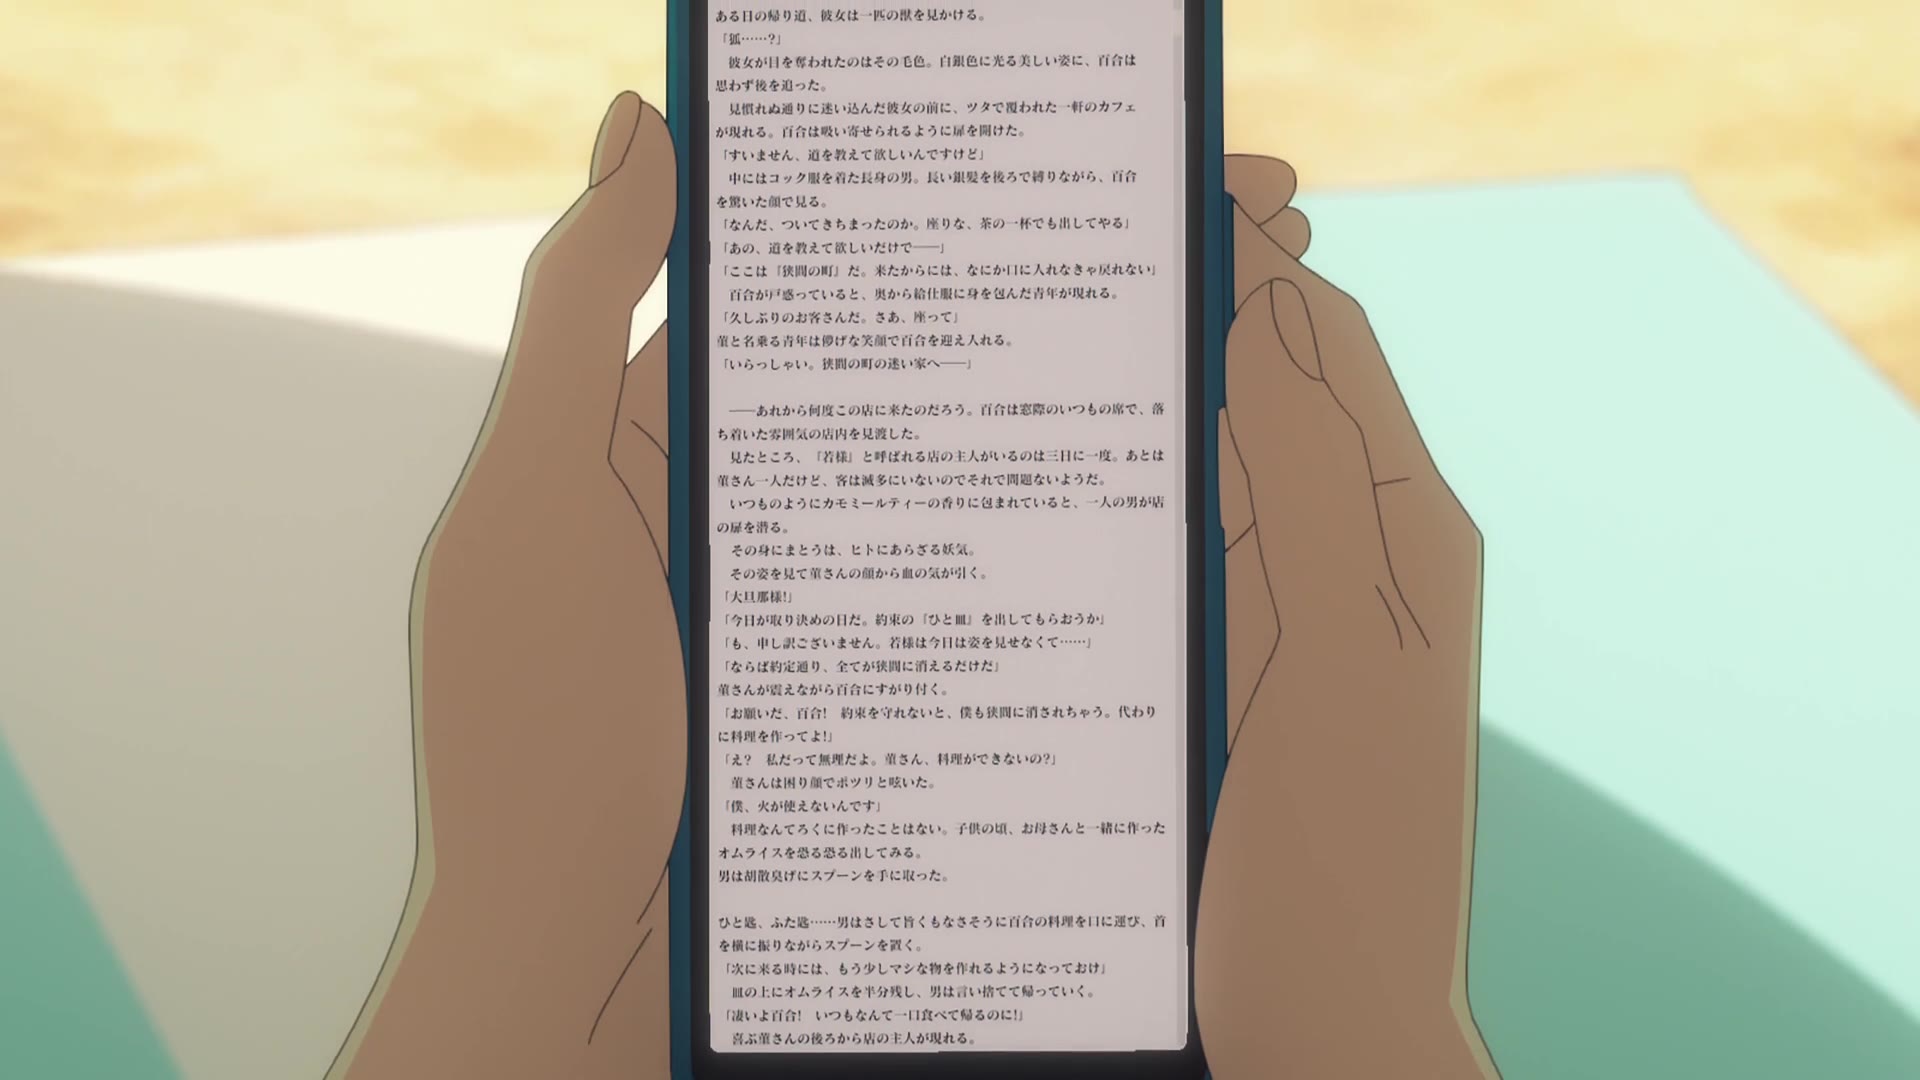 ある日の帰り道、彼女は一匹の獣を見かける。
「狐……?」
彼女が目を奪われたのはその毛色。白銀色に光る美しい姿に、百合は
思わず後を追った。
見慣れぬ通りに迷い込んだ彼女の前に、ツタで覆われた一軒のカフェ
が現れる。百合は吸い寄せられるように扉を開けた。
「すいません、道を教えて欲しいんですけど」
中にはコック服を着た長身の男。長い銀髪を後ろで縛りながら、百合
を驚いた顔で見る。
「なんだ、ついてきちまったのか。座りな、茶の一杯でも出してやる」
「あの、道を教えて欲しいだけで――」
「ここは『狭間の町』だ。来たからには、なにか口に入れなきゃ戻れない」
百合が戸惑っていると、奥から給仕服に身を包んだ青年が現れる。
「久しぶりのお客さんだ。さあ、座って」
菫と名乗る青年は儚げな笑顔で百合を迎え入れる。
「いらっしゃい。狭間の町の迷い家へ――」
――あれから何度この店に来たのだろう。百合は窓際のいつもの席で、落
ち着いた雰囲気の店内を見渡した。
見たところ、『若様』と呼ばれる店の主人がいるのは三日に一度。あとは
菫さん一人だけど、客は滅多にいないのでそれで問題ないようだ。
いつものようにカモミールティーの香りに包まれていると、一人の男が店
の扉を潜る。
その身にまとうは、ヒトにあらざる妖気。
その姿を見て菫さんの顔から血の気が引く。
「大旦那様!」
「今日が取り決めの日だ。約束の『ひと皿』を出してもらおうか」
「も、申し訳ございません。若様は今日は姿を見せなくて……」
「ならば約定通り、全てが狭間に消えるだけだ」
菫さんが震えながら百合にすがり付く。
「お願いだ、百合! 約束を守れないと、僕も狭間に消されちゃう。代わり
に料理を作ってよ!」
「え? 私だって無理だよ。菫さん、料理ができないの?」
菫さんは困り顔でポツリと呟いた。
「僕、火が使えないんです」
料理なんてろくに作ったことはない。子供の頃、お母さんと一緒に作った
オムライスを恐る恐る出してみる。
男は胡散臭げにスプーンを手に取った。
ひと匙、ふた匙……男はさして旨くもなさそうに百合の料理を口に運び、首
を横に振りながらスプーンを置く。
「次に来る時には、もう少しマシな物を作れるようになっておけ」
皿の上にオムライスを半分残し、男は言い捨てて帰っていく。
「凄いよ百合! いつもなんて一口食べて帰るのに!」
喜ぶ菫さんの後ろから店の主人が現れる。